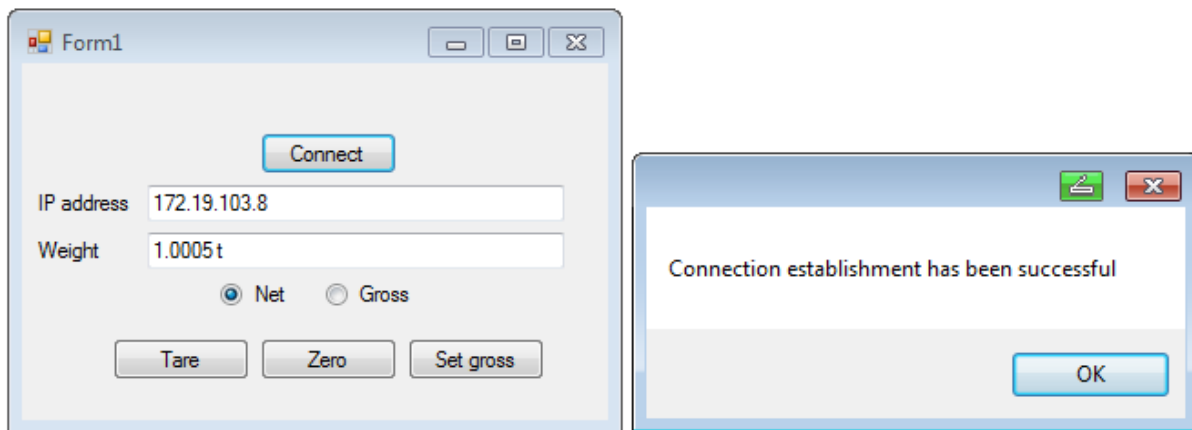 Form1
Connect
IP address 172.19.103.8
Weight 1.0005 t
Net Gross
Tare Zero Set gross
Connection establishment has been successful
OK